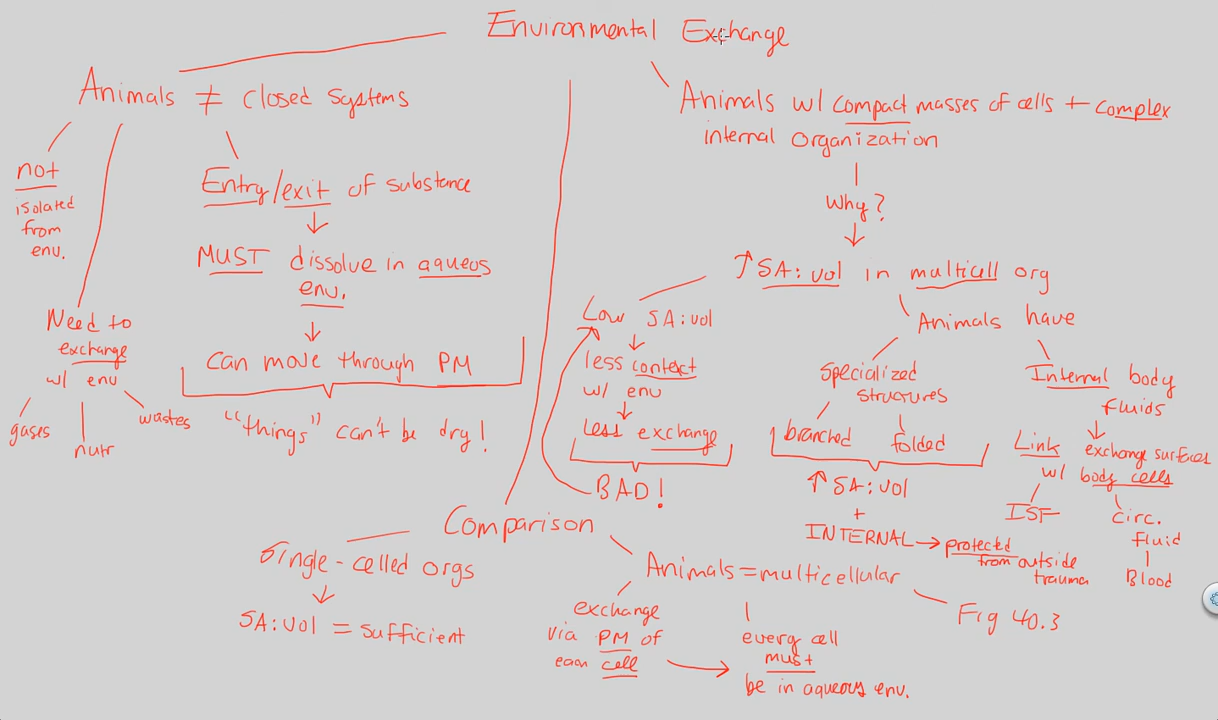 Environmental Exchange
Animals ≠ closed systems
not
isolated
from
env.
Need to
exchange
w/ env
gases
nutr
wastes
Entry/exit of substance
↓
MUST dissolve in aqueos
env.
↓
can move through PM
"things" can't be dry!
Animals w/ compact masses of cells + complex
internal organization
Why?
↓
↑SA:vol in multicell org
Low SA:vol
↓
less contact
w/ env
↓
less exchange
BAD!
Animals have
specialized
structures
branched
folded
↑SA:vol
+
INTERNAL → protected
from outside
trauma
Internal body
fluids
↓
Link exchange surfaces
w/ body cells
ISF
circ.
fluid
Blood
Comparison
Single-celled orgs
↓
SA:vol = sufficient
Animals = multicellular
exchange
via PM of
each cell
→
every cell
must
be in aqueous env.
Fig 40.3